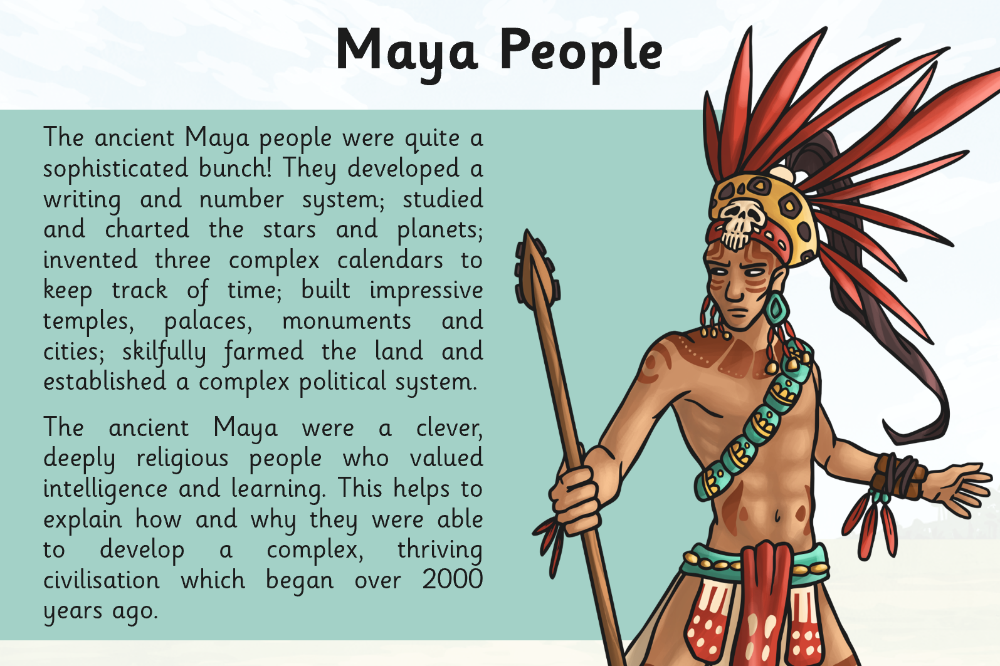 Maya People
The ancient Maya people were quite a
sophisticated bunch! They developed a
writing and number system; studied
and charted the stars and planets;
invented three complex calendars to
keep track of time; built impressive
temples, palaces, monuments and
cities; skilfully farmed the land and
established a complex political system.
The ancient Maya were a clever,
deeply religious people who valued
intelligence and learning. This helps to
explain how and why they were able
to develop a complex, thriving
civilisation which began over 2000
years ago.